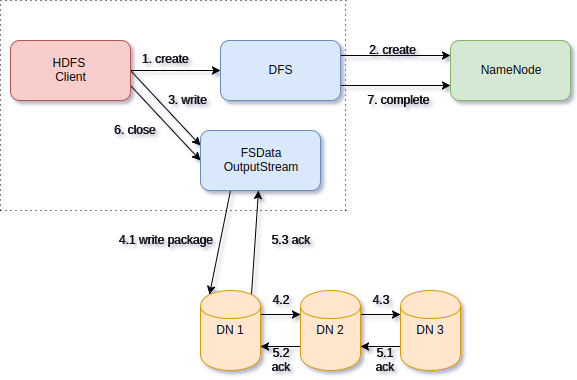 HDFS
Client
1. create
DFS
2. create
NameNode
3. write
7. complete
6. close
FSData
OutputStream
4.1 write package
5.3 ack
DN 1
4.2
DN 2
4.3
DN 3
5.2
ack
5.1
ack